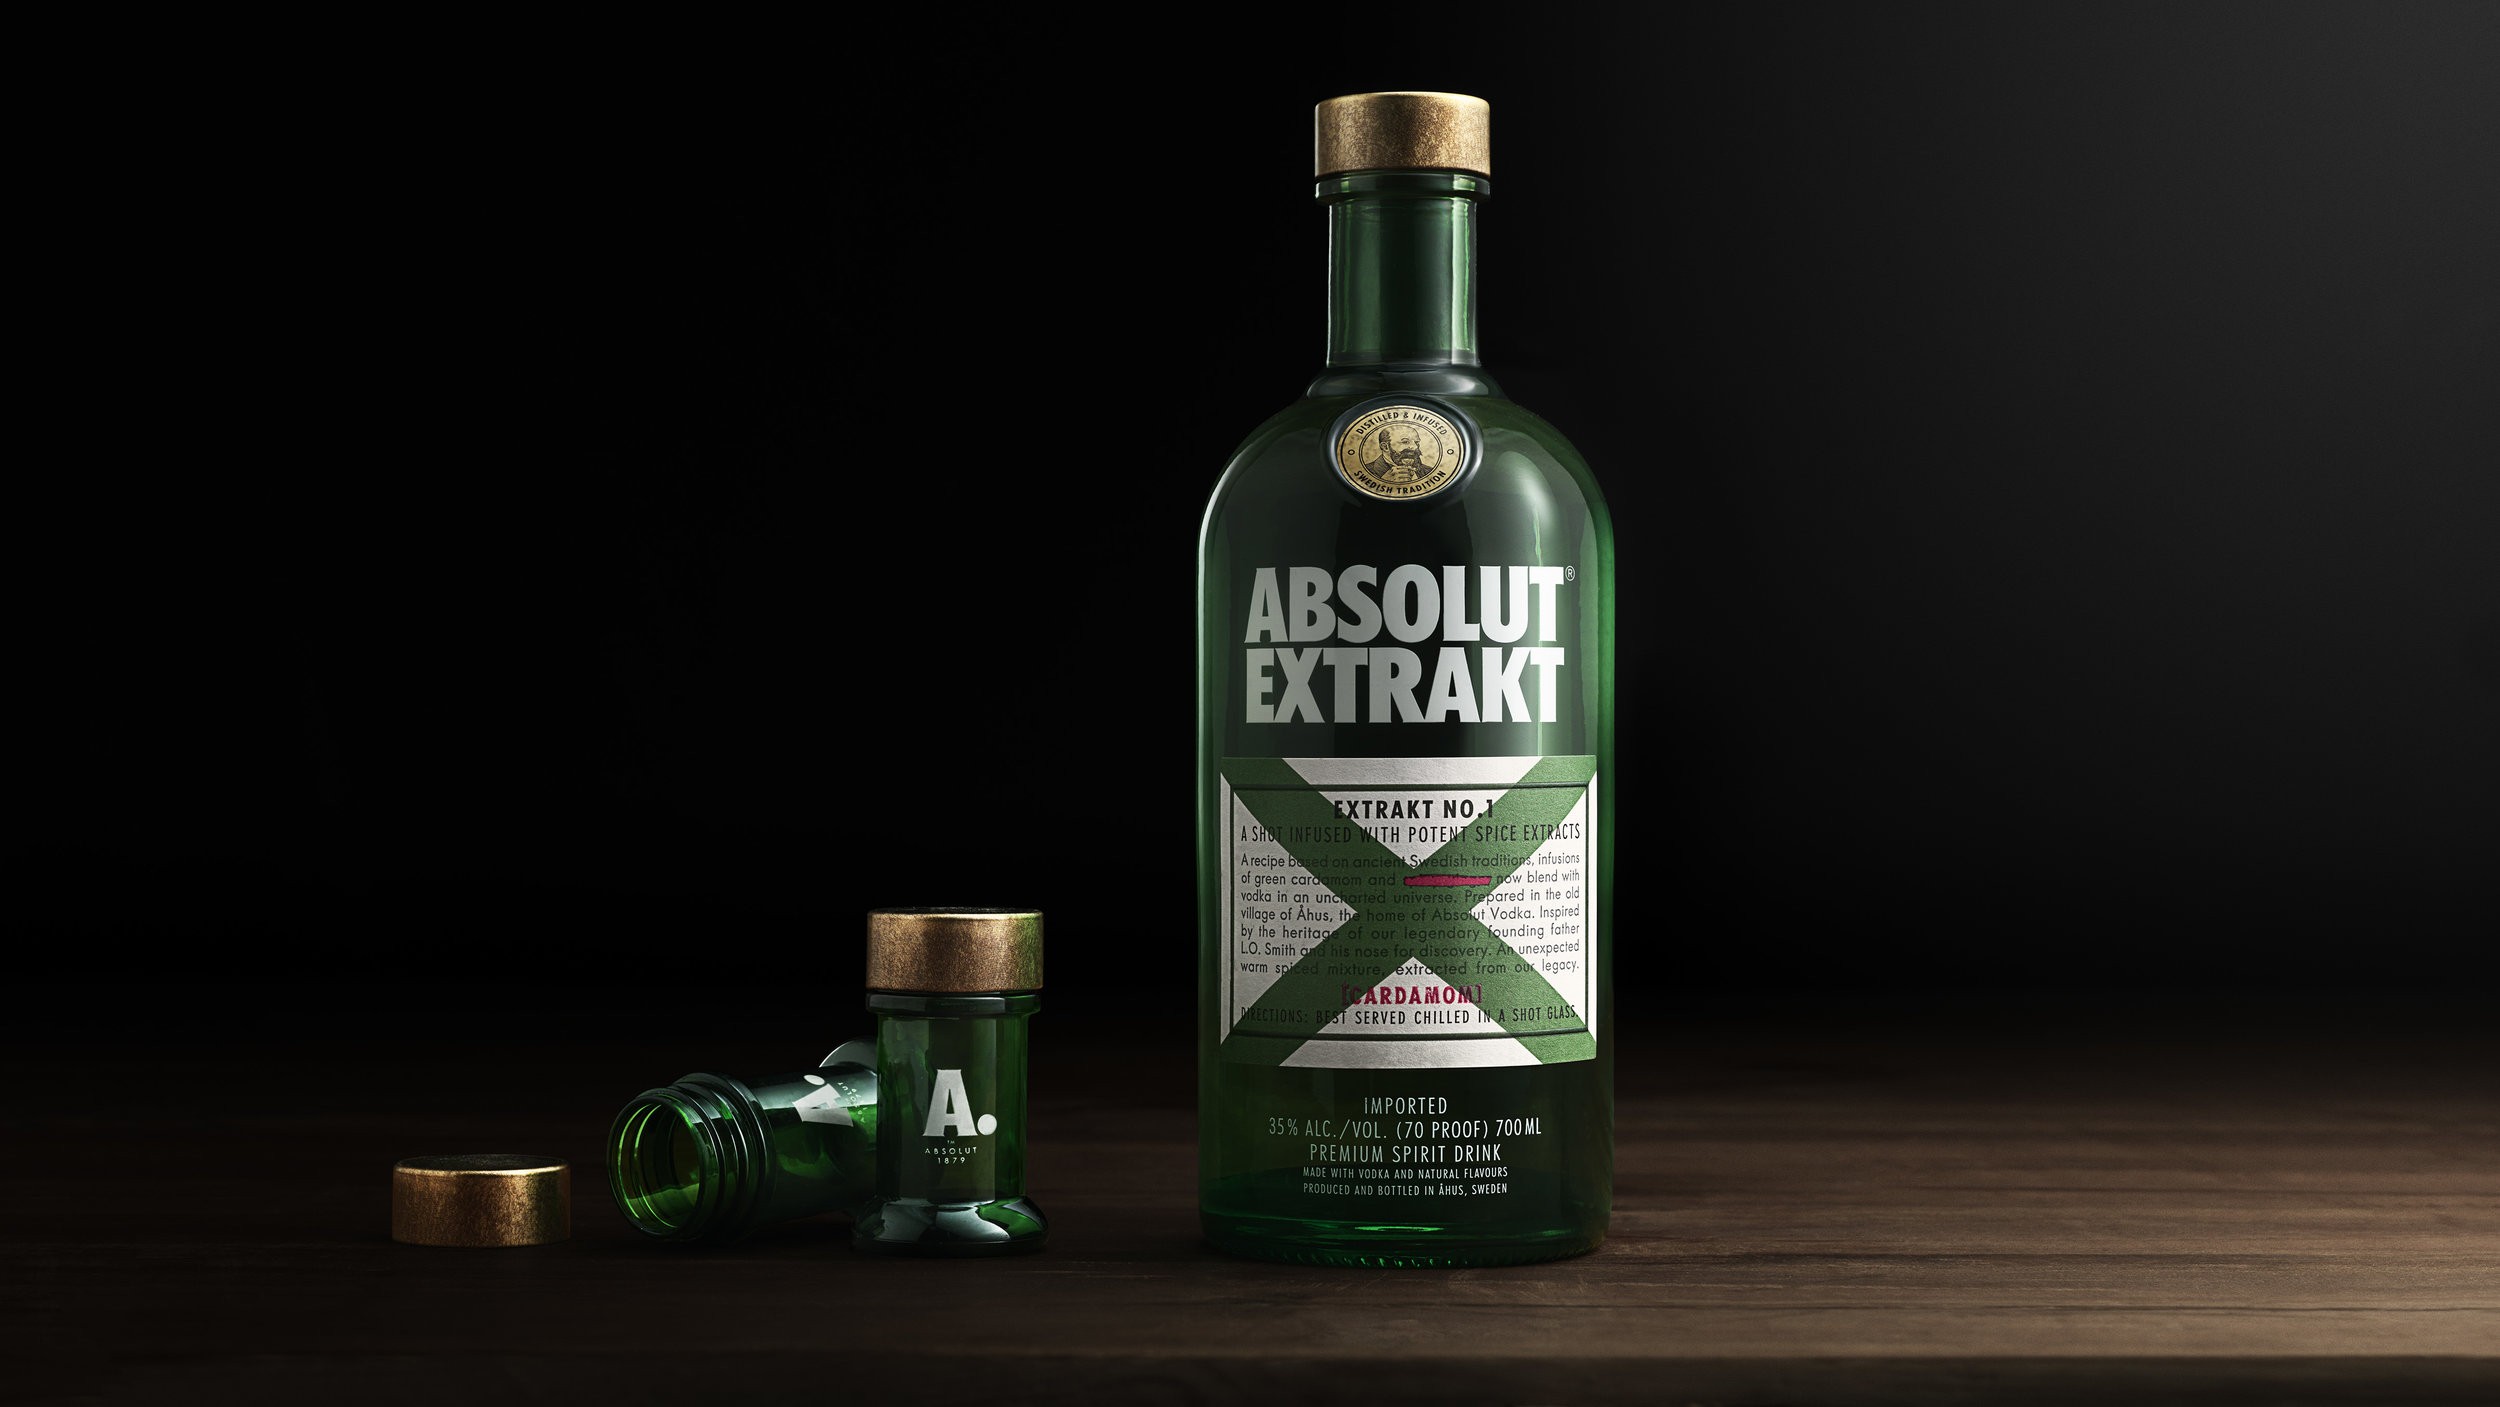 DISTILLED & INFUSED
SWEDISH TRADITION
ABSOLUT®
EXTRAKT
EXTRAKT NO.1
A SHOT INFUSED WITH POTENT SPICE EXTRACTS
A recipe based on ancient Swedish traditions, infusions
of green cardamom and now blend with
vodka in an uncharted universe. Prepared in the old
village of Åhus, the home of Absolut Vodka. Inspired
by the heritage of our legendary founding father
L.O. Smith and his nose for discovery. An unexpected
warm spiced mixture, extracted from our legacy.
[CARDAMOM]
DIRECTIONS: BEST SERVED CHILLED IN A SHOT GLASS.
IMPORTED
35% ALC./VOL. (70 PROOF) 700ML
PREMIUM SPIRIT DRINK
MADE WITH VODKA AND NATURAL FLAVOURS
PRODUCED AND BOTTLED IN ÅHUS, SWEDEN
A.
TM
ABSOLUT
1879
A.